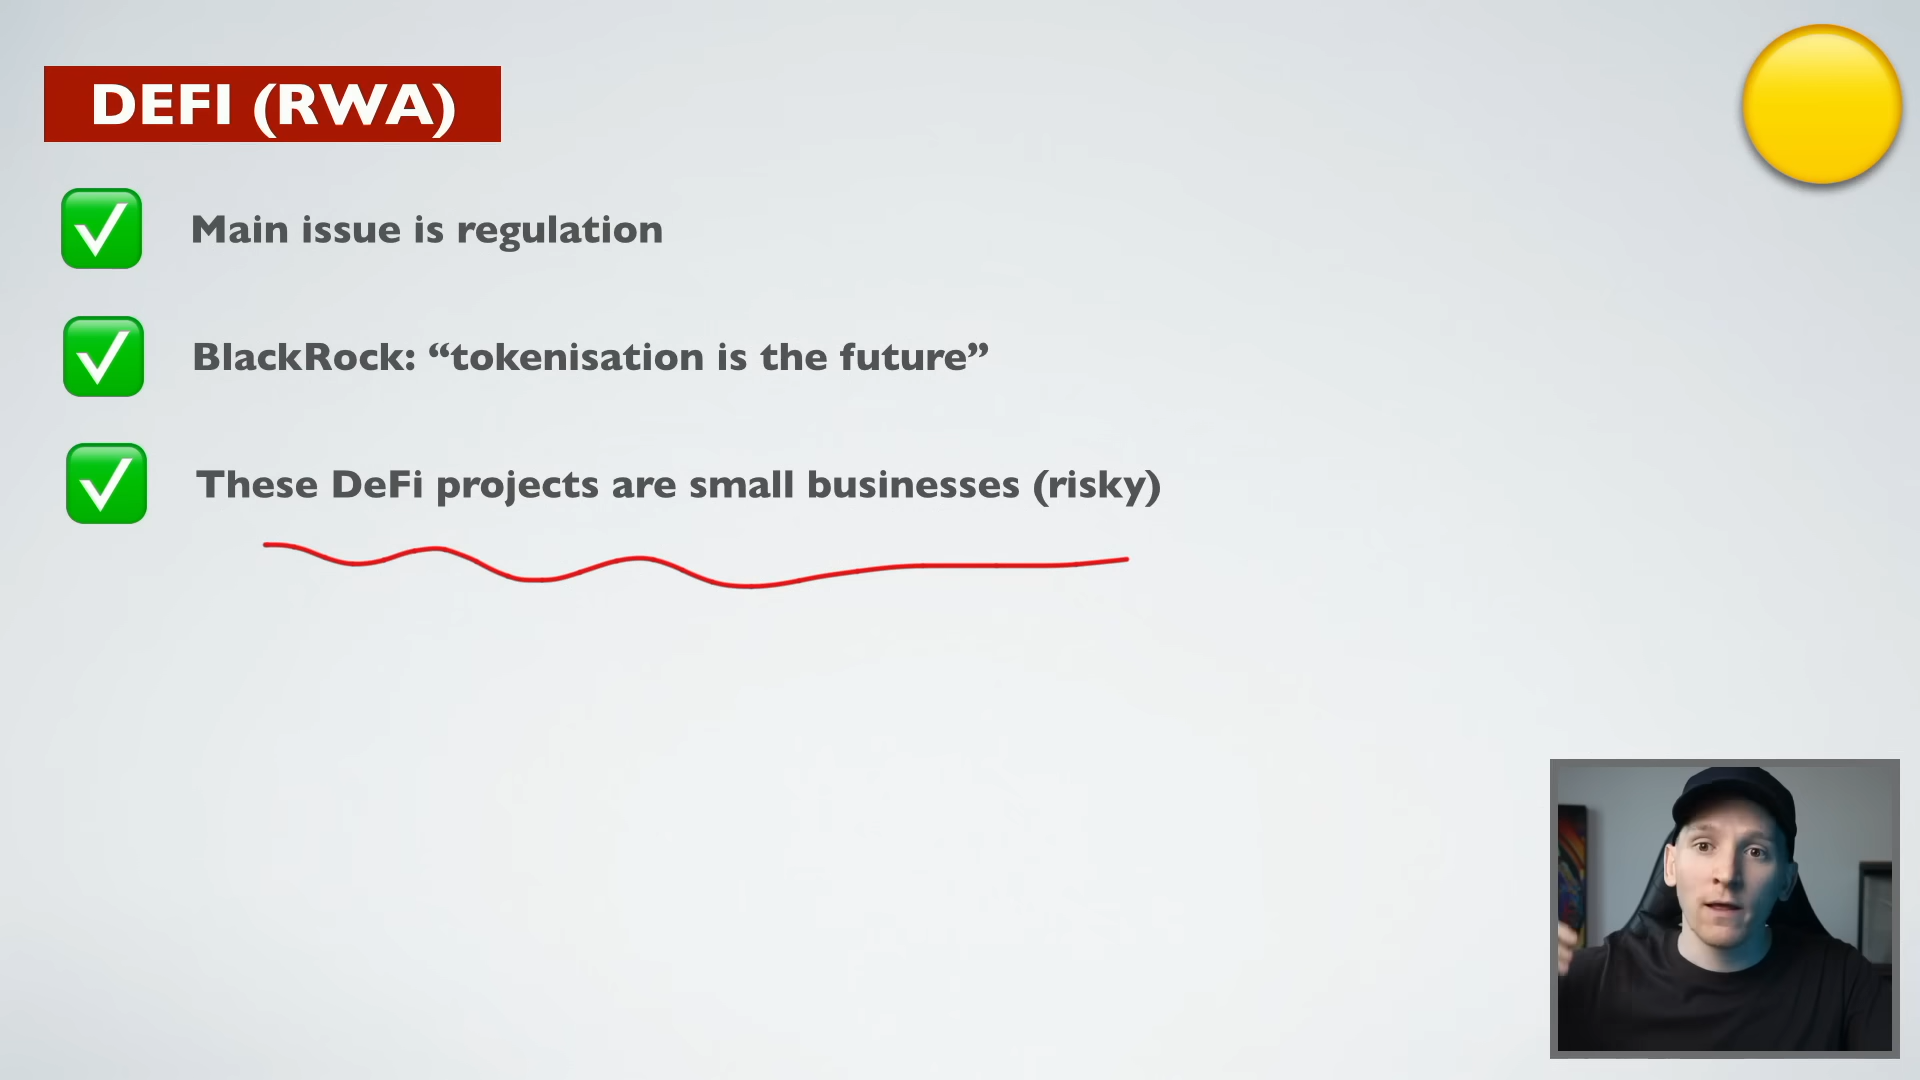 DEFI (RWA)
Main issue is regulation
BlackRock: “tokenisation is the future”
These DeFi projects are small businesses (risky)